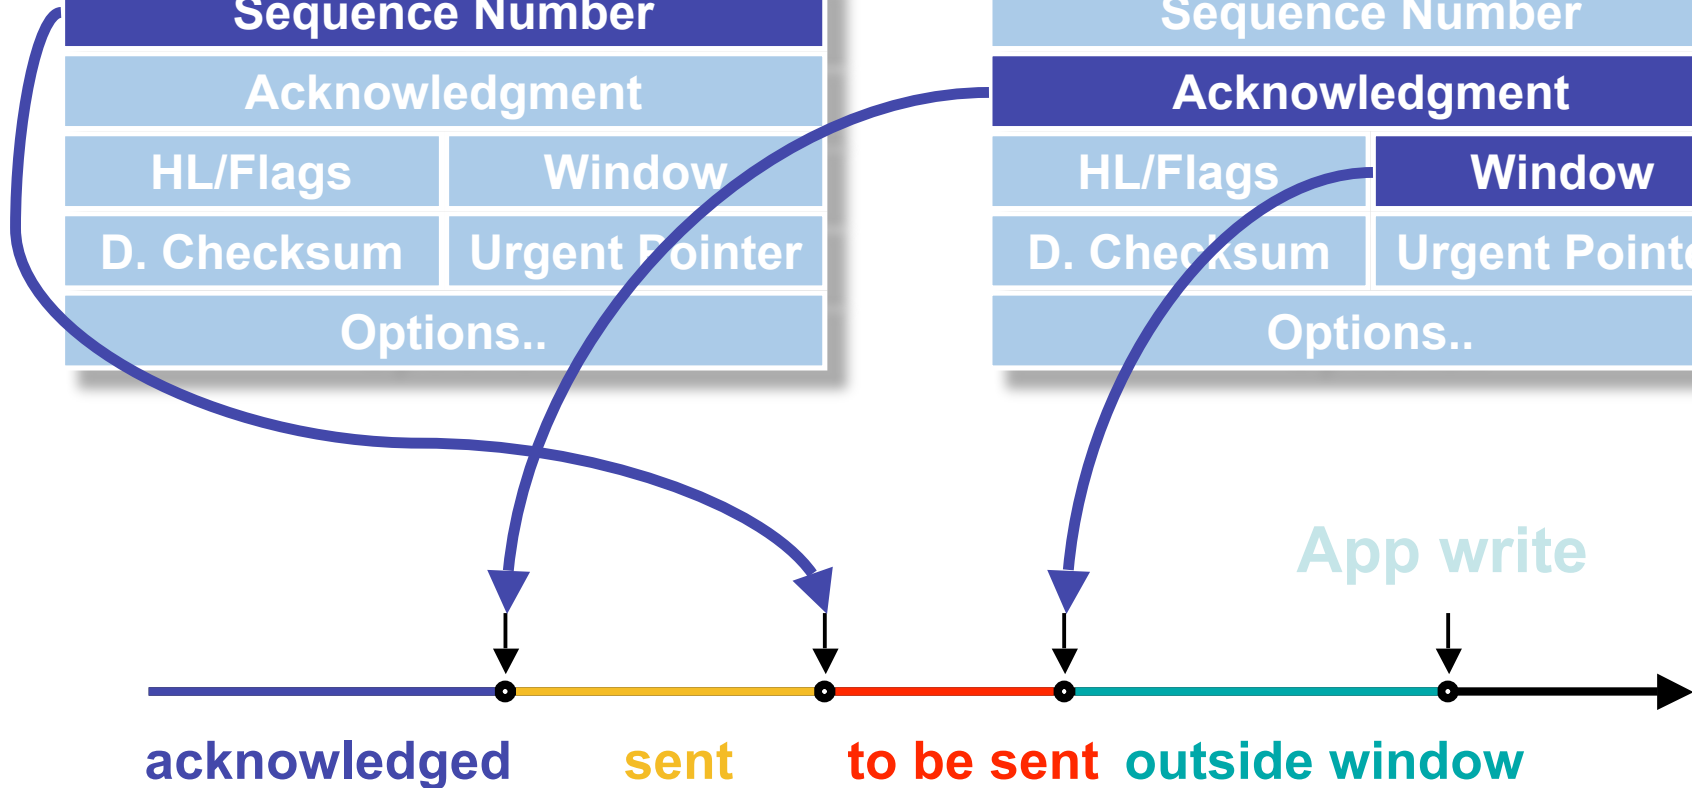 Sequence Number
Acknowledgment
HL/Flags Window
D. Checksum Urgent Pointer
Options..
Sequence Number
Acknowledgment
HL/Flags Window
D. Checksum Urgent Pointe
Options..
App write
acknowledged sent to be sent outside window